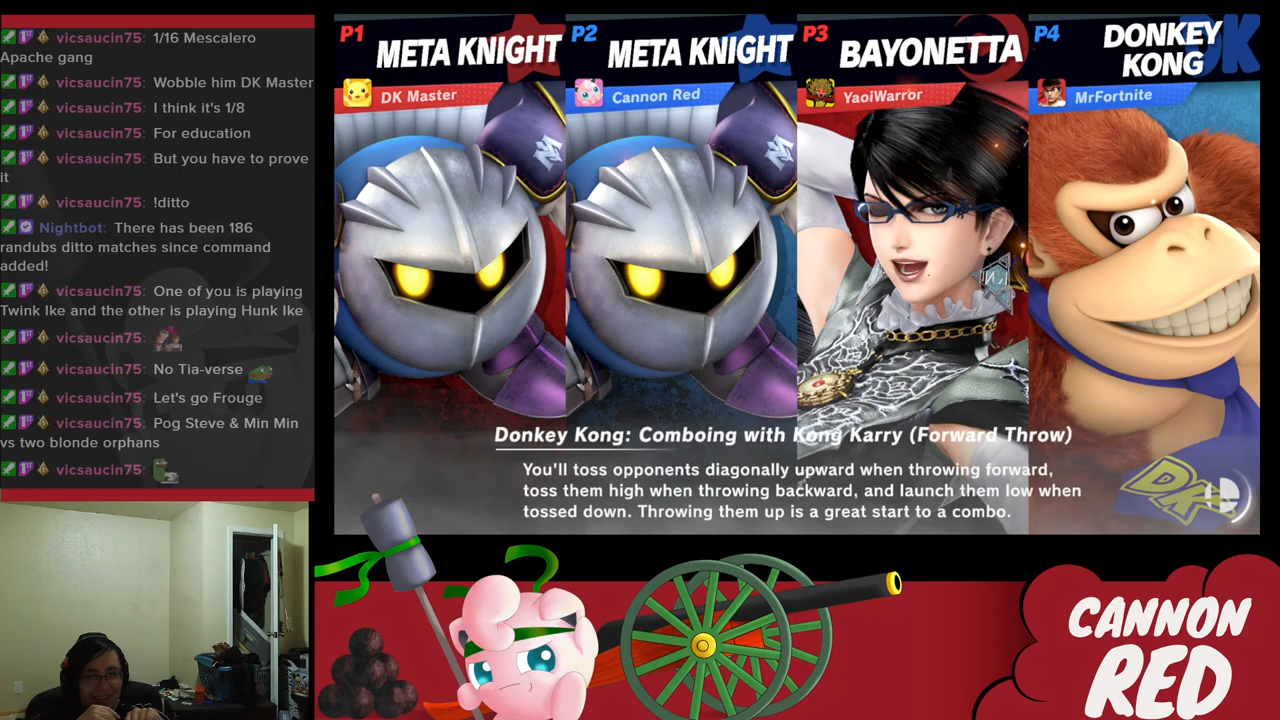 vicsaucin75: 1/16 Mescalero
Apache gang
vicsaucin75: Wobble him DK Master
vicsaucin75: I think it's 1/8
vicsaucin75: For education
vicsaucin75: But you have to prove
it
vicsaucin75: !ditto
Nightbot: There has been 186
randubs ditto matches since command
added!
vicsaucin75: One of you is playing
Twink Ike and the other is playing Hunk Ike
vicsaucin75:
vicsaucin75: No Tia-verse
vicsaucin75: Let's go Frouge
vicsaucin75: Pog Steve & Min Min
vs two blonde orphans
vicsaucin75:
P1 META KNIGHT
DK Master
P2 META KNIGHT
Cannon Red
P3 BAYONETTA
YaoiWarr0r
P4 DONKEY
KONG
MrFortnite
DK
Donkey Kong: Comboing with Kong Karry (Forward Throw)
You'll toss opponents diagonally upward when throwing forward,
toss them high when throwing backward, and launch them low when
tossed down. Throwing them up is a great start to a combo.
DK
CANNON
RED